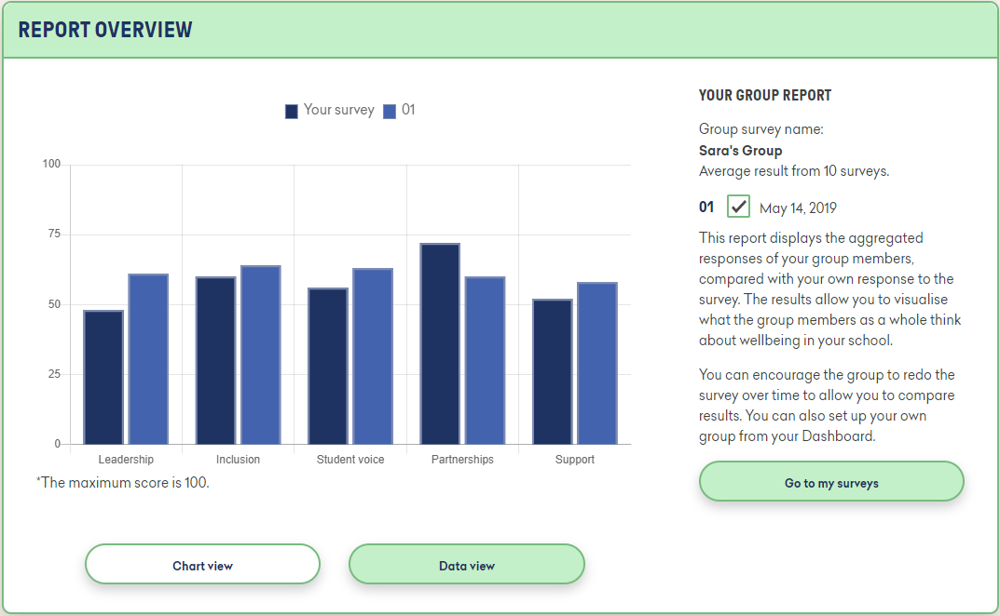 REPORT OVERVIEW
Your survey 01
100
75
50
25
0
Leadership Inclusion Student voice Partnerships Support
*The maximum score is 100.
Chart view Data view
YOUR GROUP REPORT
Group survey name:
Sara's Group
Average result from 10 surveys.
01 May 14, 2019
This report displays the aggregated
responses of your group members,
compared with your own response to the
survey. The results allow you to visualise
what the group members as a whole think
about wellbeing in your school.
You can encourage the group to redo the
survey over time to allow you to compare
results. You can also set up your own
group from your Dashboard.
Go to my surveys